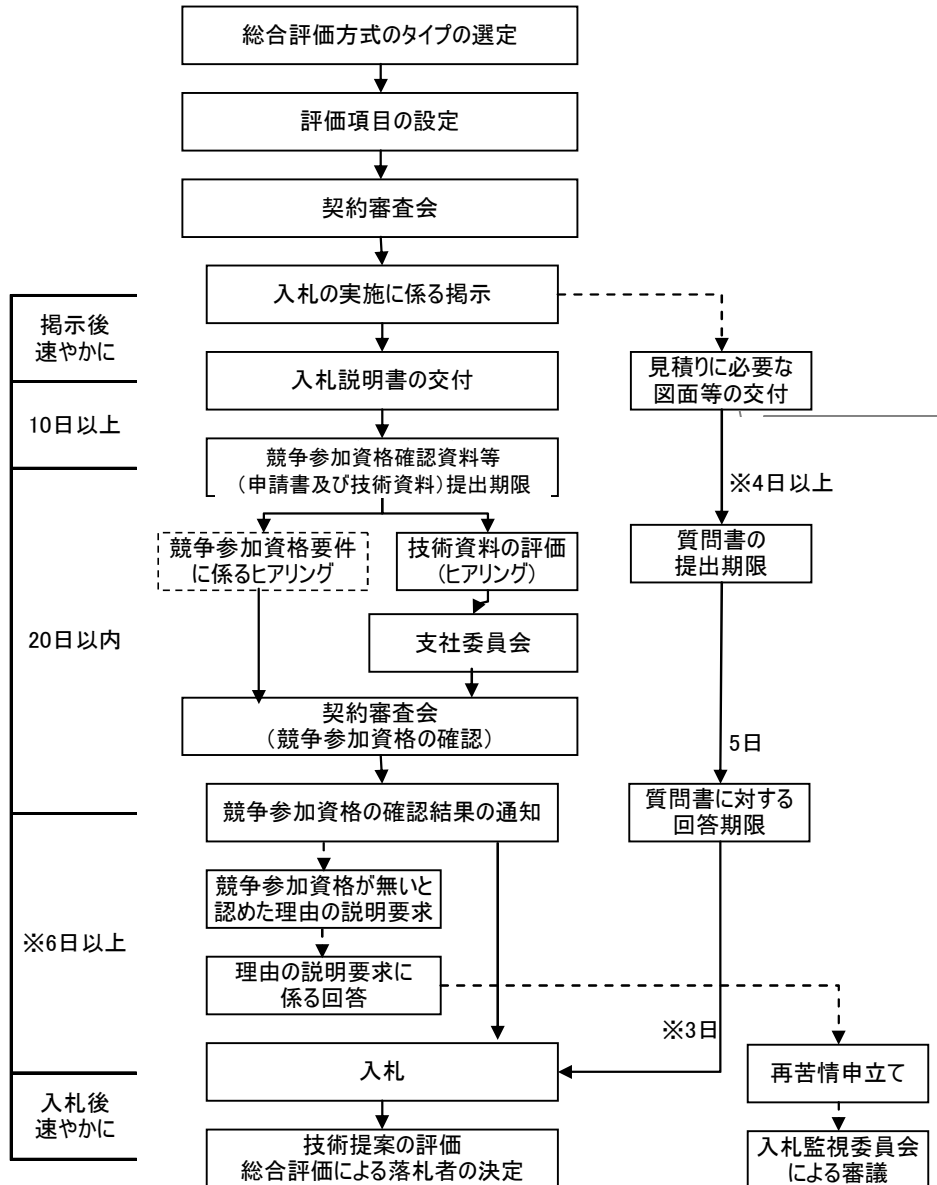 総合評価方式のタイプの選定
評価項目の設定
契約審査会
入札の実施に係る掲示
掲示後
速やかに
入札説明書の交付
見積りに必要な
図面等の交付
10日以上
競争参加資格確認資料等
（申請書及び技術資料）提出期限
※4日以上
競争参加資格要件
に係るヒアリング
技術資料の評価
(ヒアリング)
質問書の
提出期限
20日以内
支社委員会
契約審査会
（競争参加資格の確認）
5日
競争参加資格の確認結果の通知
質問書に対する
回答期限
競争参加資格が無いと
認めた理由の説明要求
※6日以上
理由の説明要求に
係る回答
※3日
入札
再苦情申立て
入札後
速やかに
技術提案の評価
総合評価による落札者の決定
入札監視委員会
による審議